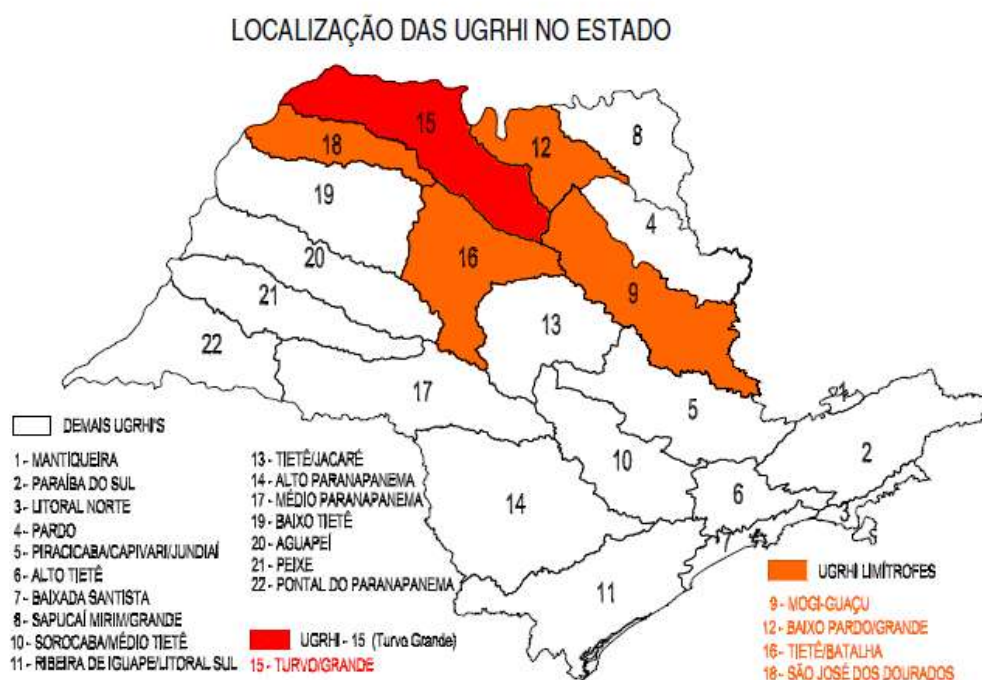 LOCALIZAÇÃO DAS UGRHI NO ESTADO
15
12
8
18
19
4
20
16
9
21
13
22
17
5
1
2
10
6
14
3
7
11
DEMAIS UGRHI'S
1 - MANTIQUEIRA
2 - PARAÍBA DO SUL
3 - LITORAL NORTE
4 - PARDO
5 - PIRACICABA/CAPIVARI/JUNDIAÍ
6 - ALTO TIETÊ
7 - BAIXADA SANTISTA
8 - SAPUCAÍ MIRIM/GRANDE
10 - SOROCABA/MÉDIO TIETÊ
11 - RIBEIRA DE IGUAPE/LITORAL SUL
13 - TIETÊ/JACARÉ
14 - ALTO PARANAPANEMA
17 - MÉDIO PARANAPANEMA
19 - BAIXO TIETÊ
20 - AGUAPEÍ
21 - PEIXE
22 - PONTAL DO PARANAPANEMA
UGRHI - 15 (Turvo Grande)
15 - TURVO/GRANDE
UGRHI LIMÍTROFES
9 - MOGI-GUAÇU
12 - BAIXO PARDO/GRANDE
16 - TIETÊ/BATALHA
18 - SÃO JOSÉ DOS DOURADOS